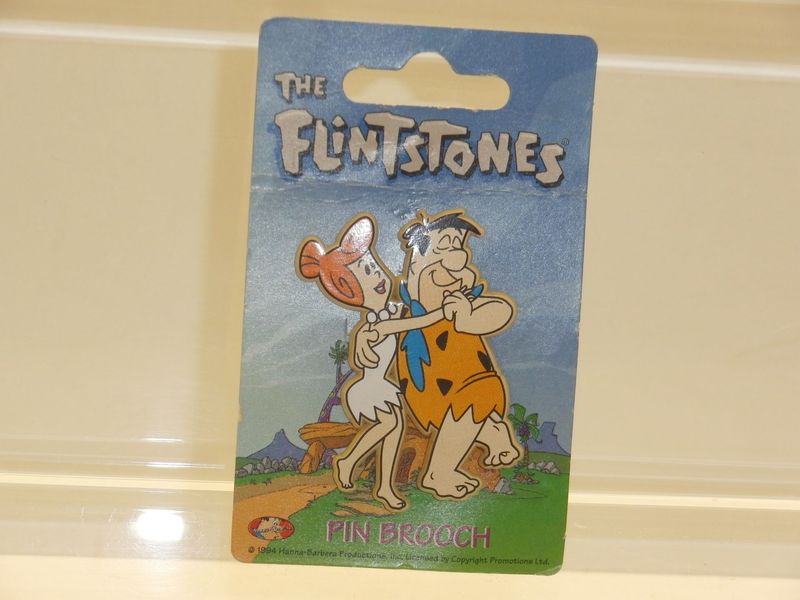 THE
FLINTSTONES®
PIN BROOCH
© 1994 Hanna-Barbera Productions, Inc. Licensed by Copyright Promotions Ltd.